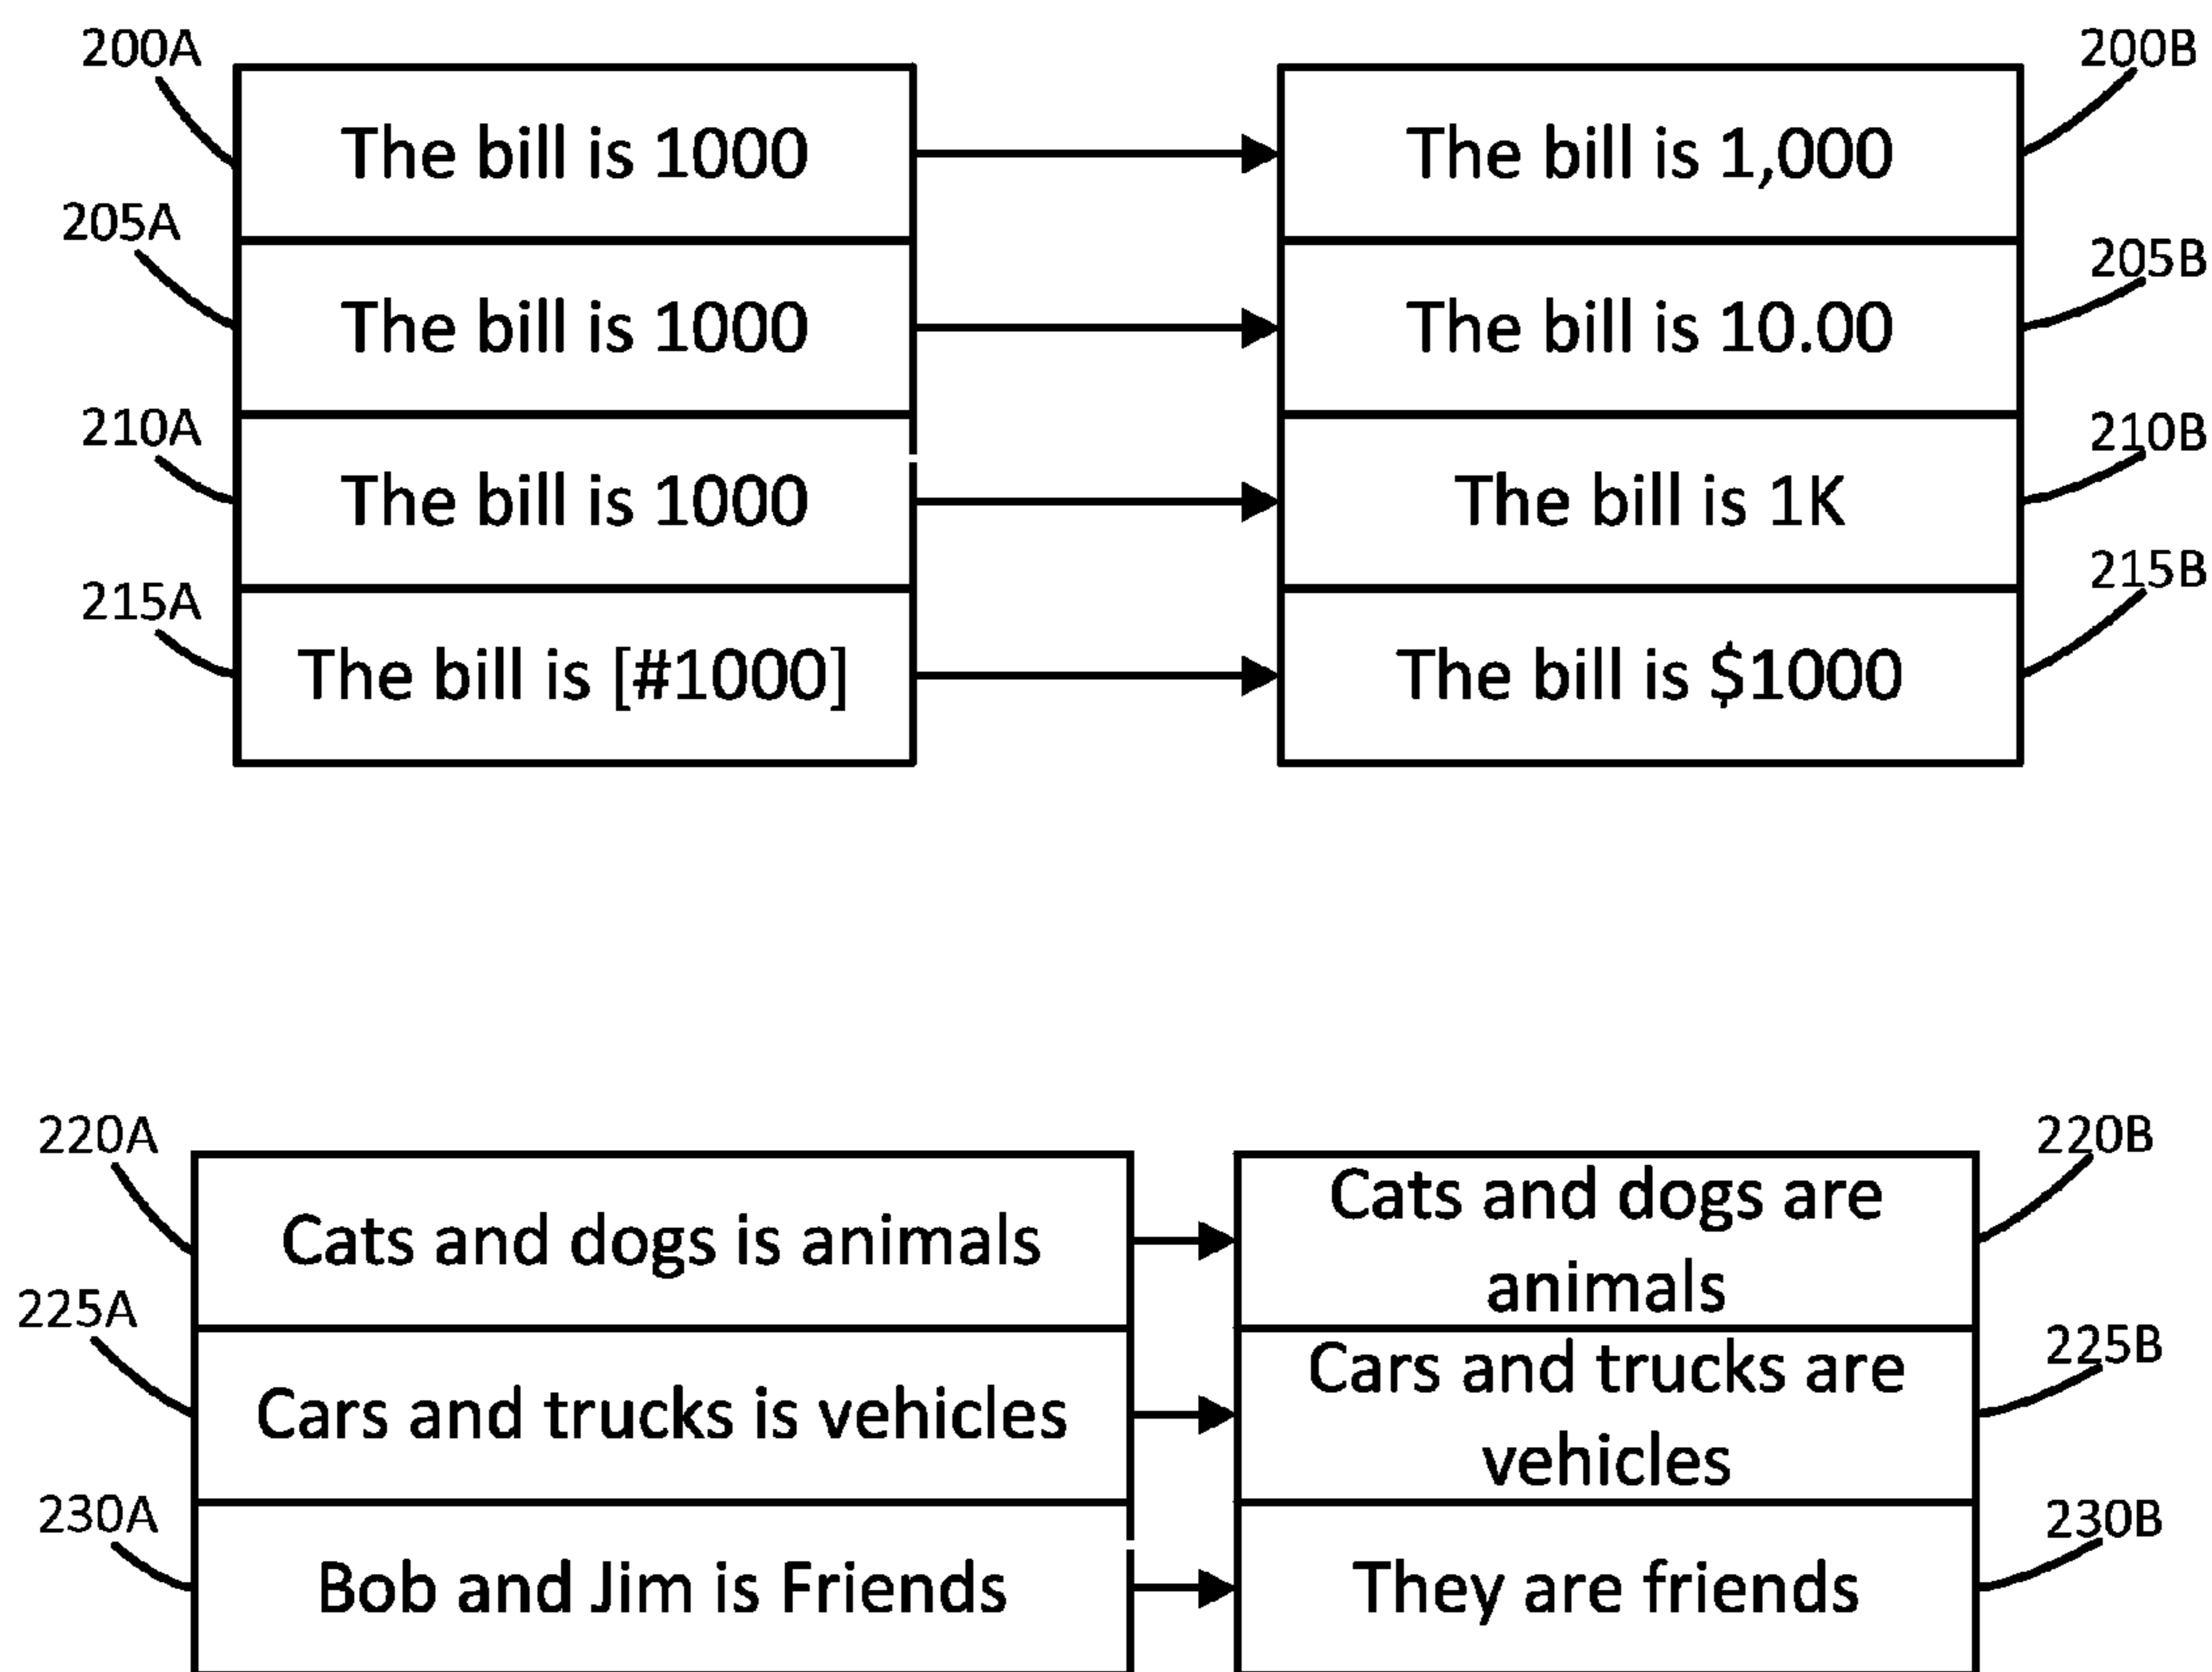 200A
The bill is 1000
The bill is 1,000
200B
205A
The bill is 1000
The bill is 10.00
205B
210A
The bill is 1000
The bill is 1K
210B
215A
The bill is [#1000]
The bill is $1000
215B
220A
Cats and dogs is animals
Cats and dogs are
animals
220B
225A
Cars and trucks is vehicles
Cars and trucks are
vehicles
225B
230A
Bob and Jim is Friends
They are friends
230B